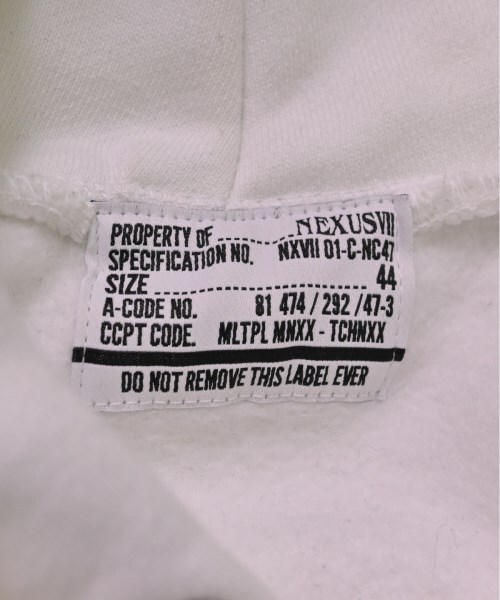 PROPERTY OF NEXUSVII
SPECIFICATION NO. NXVII 01-C-NC47
SIZE 44
A-CODE NO. 81 474 / 292 / 47-3
CCPT CODE. MLTPL MNXX - TCHNXX
DO NOT REMOVE THIS LABEL EVER